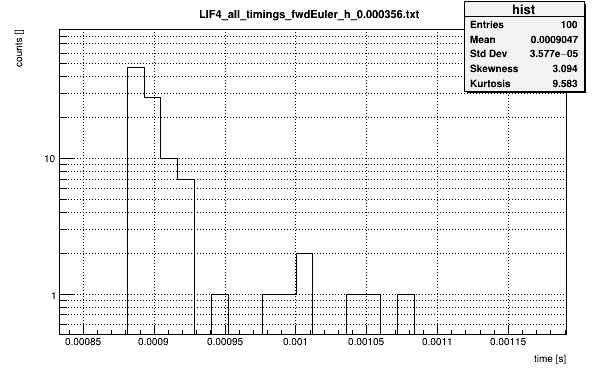 LIF4_all_timings_fwdEuler_h_0.000356.txt
hist
Entries 100
Mean 0.0009047
Std Dev 3.577e−05
Skewness 3.094
Kurtosis 9.583
counts []
10
1
0.00085 0.0009 0.00095 0.001 0.00105 0.0011 0.00115
time [s]